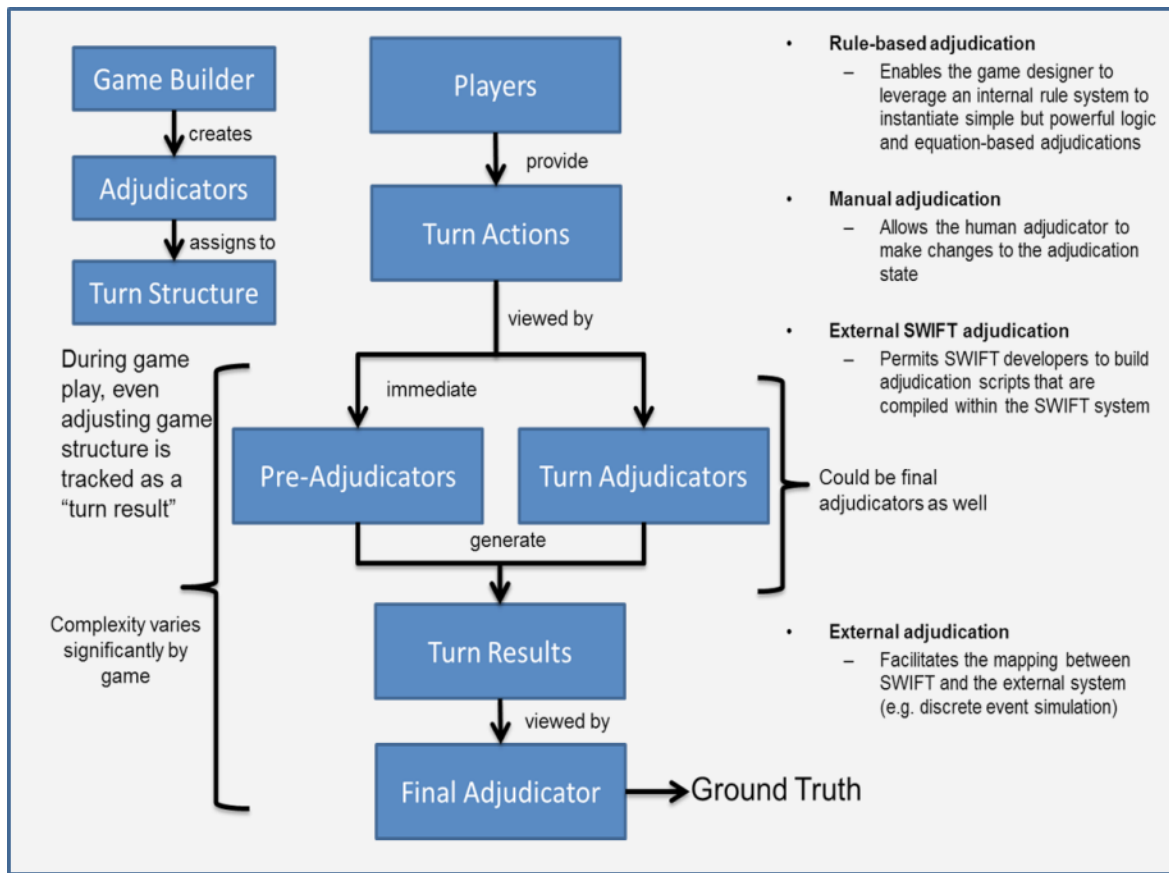 Game Builder
creates
Adjudicators
assigns to
Turn Structure
During game
play, even
adjusting game
structure is
tracked as a
“turn result”
Complexity varies
significantly by
game
Players
provide
Turn Actions
viewed by
immediate
Pre-Adjudicators
Turn Adjudicators
generate
Could be final
adjudicators as well
Turn Results
viewed by
Final Adjudicator
Ground Truth
• Rule-based adjudication
– Enables the game designer to
leverage an internal rule system to
instantiate simple but powerful logic
and equation-based adjudications
• Manual adjudication
– Allows the human adjudicator to
make changes to the adjudication
state
• External SWIFT adjudication
– Permits SWIFT developers to build
adjudication scripts that are
compiled within the SWIFT system
• External adjudication
– Facilitates the mapping between
SWIFT and the external system
(e.g. discrete event simulation)